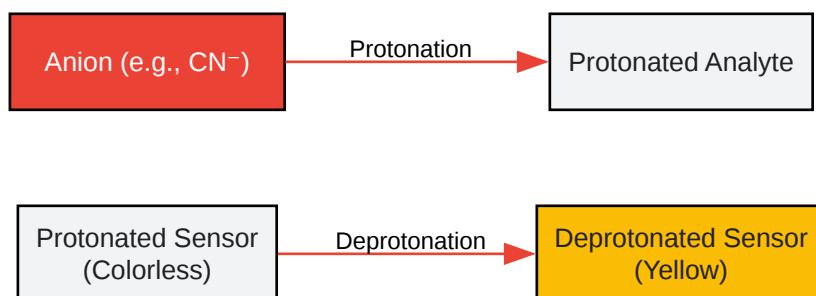 Anion (e.g., CN⁻)
Protonation
Protonated Analyte
Protonated Sensor
(Colorless)
Deprotonation
Deprotonated Sensor
(Yellow)